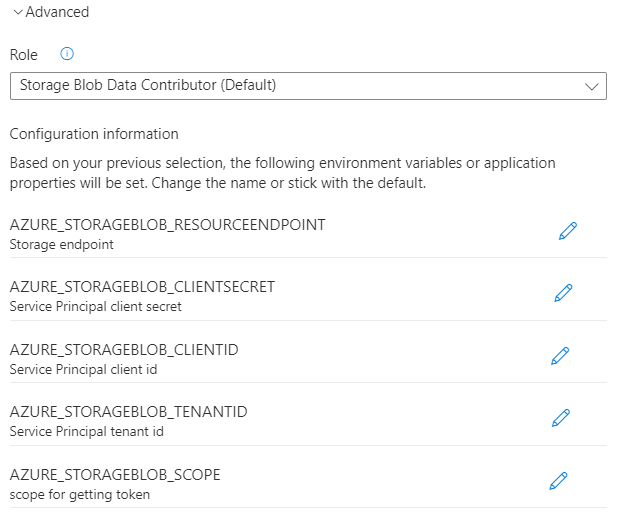 Advanced
Role
Storage Blob Data Contributor (Default)
Configuration information
Based on your previous selection, the following environment variables or application
properties will be set. Change the name or stick with the default.
AZURE_STORAGEBLOB_RESOURCEENDPOINT
Storage endpoint
AZURE_STORAGEBLOB_CLIENTSECRET
Service Principal client secret
AZURE_STORAGEBLOB_CLIENTID
Service Principal client id
AZURE_STORAGEBLOB_TENANTID
Service Principal tenant id
AZURE_STORAGEBLOB_SCOPE
scope for getting token